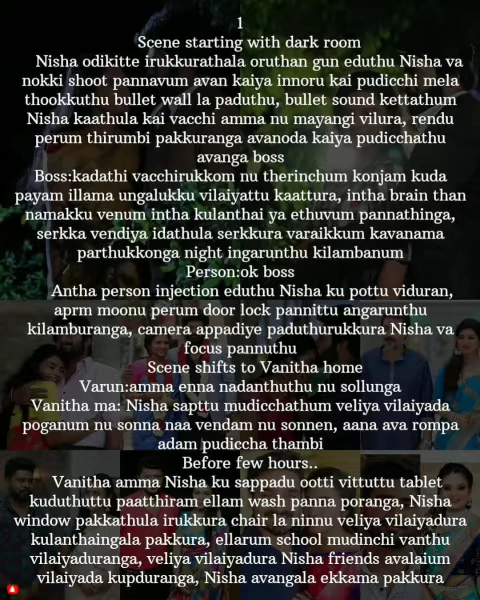 1
Scene starting with dark room
Nisha odikitte irukkurathala oruthan gun eduthu Nisha va
nokki shoot pannavum avan kaiya innoru kai pudicchi mela
thookkuthu bullet wall la paduthu, bullet sound kettathum
Nisha kaathula kai vacchi amma nu mayangi vilura, rendu
perum thirumbi pakkuranga avanoda kaiya pudicchathu
avanga boss
Boss:kadathi vacchirukkom nu therinchum konjam kuda
payam illama ungalukku vilaiyattu kaattura, intha brain than
namakku venum intha kulanthai ya ethuvum pannathinga,
serkka vendiya idathula serkkura varaikkum kavanama
parthukkonga night ingarunthu kilambanum
Person:ok boss
Antha person injection eduthu Nisha ku pottu viduran,
aprm moonu perum door lock pannittu angarunthu
kilamburanga, camera appadiye paduthurukkura Nisha va
focus pannuthu
Scene shifts to Vanitha home
Varun:amma enna nadanthuthu nu sollunga
Vanitha ma: Nisha sapttu mudicchathum veliya vilaiyada
poganum nu sonna naa vendam nu sonnen, aana ava rompa
adam pudiccha thambi
Before few hours..
Vanitha amma Nisha ku sappadu ootti vittuttu tablet
kuduthuttu paatthiram ellam wash panna poranga, Nisha
window pakkathula irukkura chair la ninnu veliya vilaiyadura
kulanthaingala pakkura, ellarum school mudinchi vanthu
vilaiyaduranga, veliya vilaiyadura Nisha friends avalaium
vilaiyada kupduranga, Nisha avangala ekkama pakkura